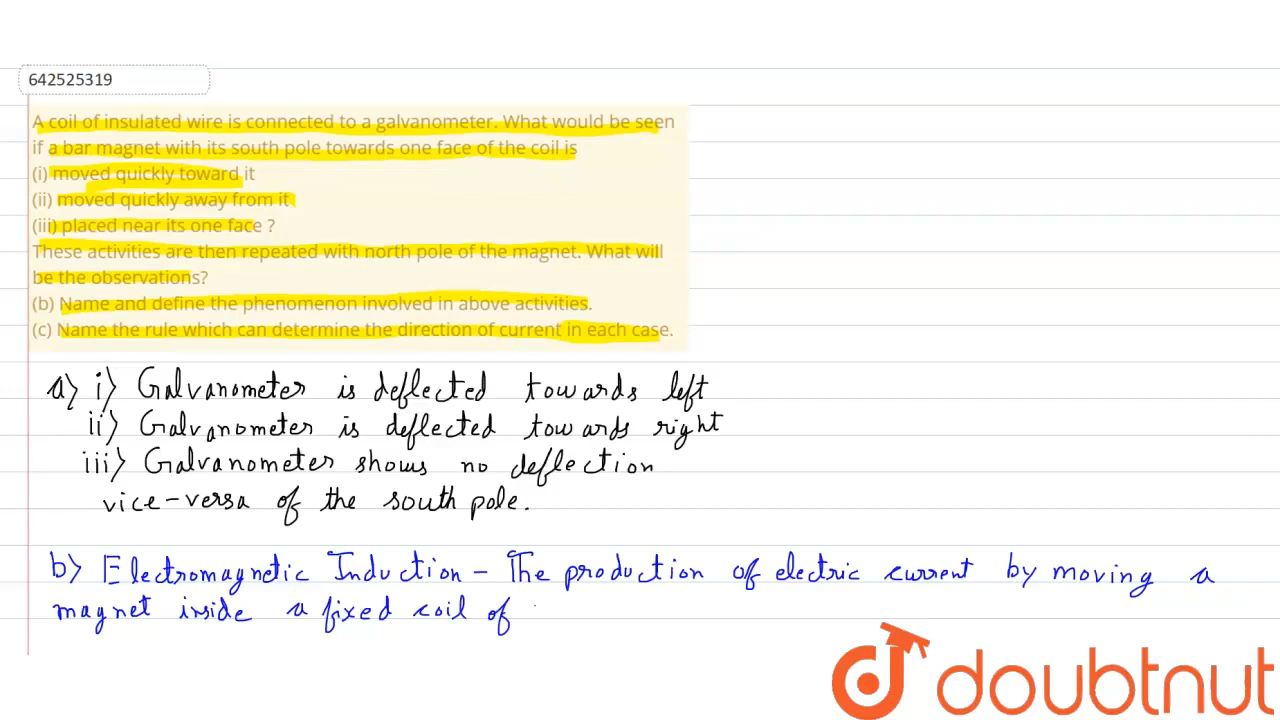 642525319
A coil of insulated wire is connected to a galvanometer. What would be seen
if a bar magnet with its south pole towards one face of the coil is
(i) moved quickly toward it
(ii) moved quickly away from it
(iii) placed near its one face ?
These activities are then repeated with north pole of the magnet. What will
be the observations?
(b) Name and define the phenomenon involved in above activities.
(c) Name the rule which can determine the direction of current in each case.
a) i) Galvanometer is deflected towards left
ii) Galvanometer is deflected towards right
iii) Galvanometer shows no deflection
vice-versa of the south pole.
b) Electromagnetic Induction - The production of electric current by moving a
magnet inside a fixed coil of
doubtnut